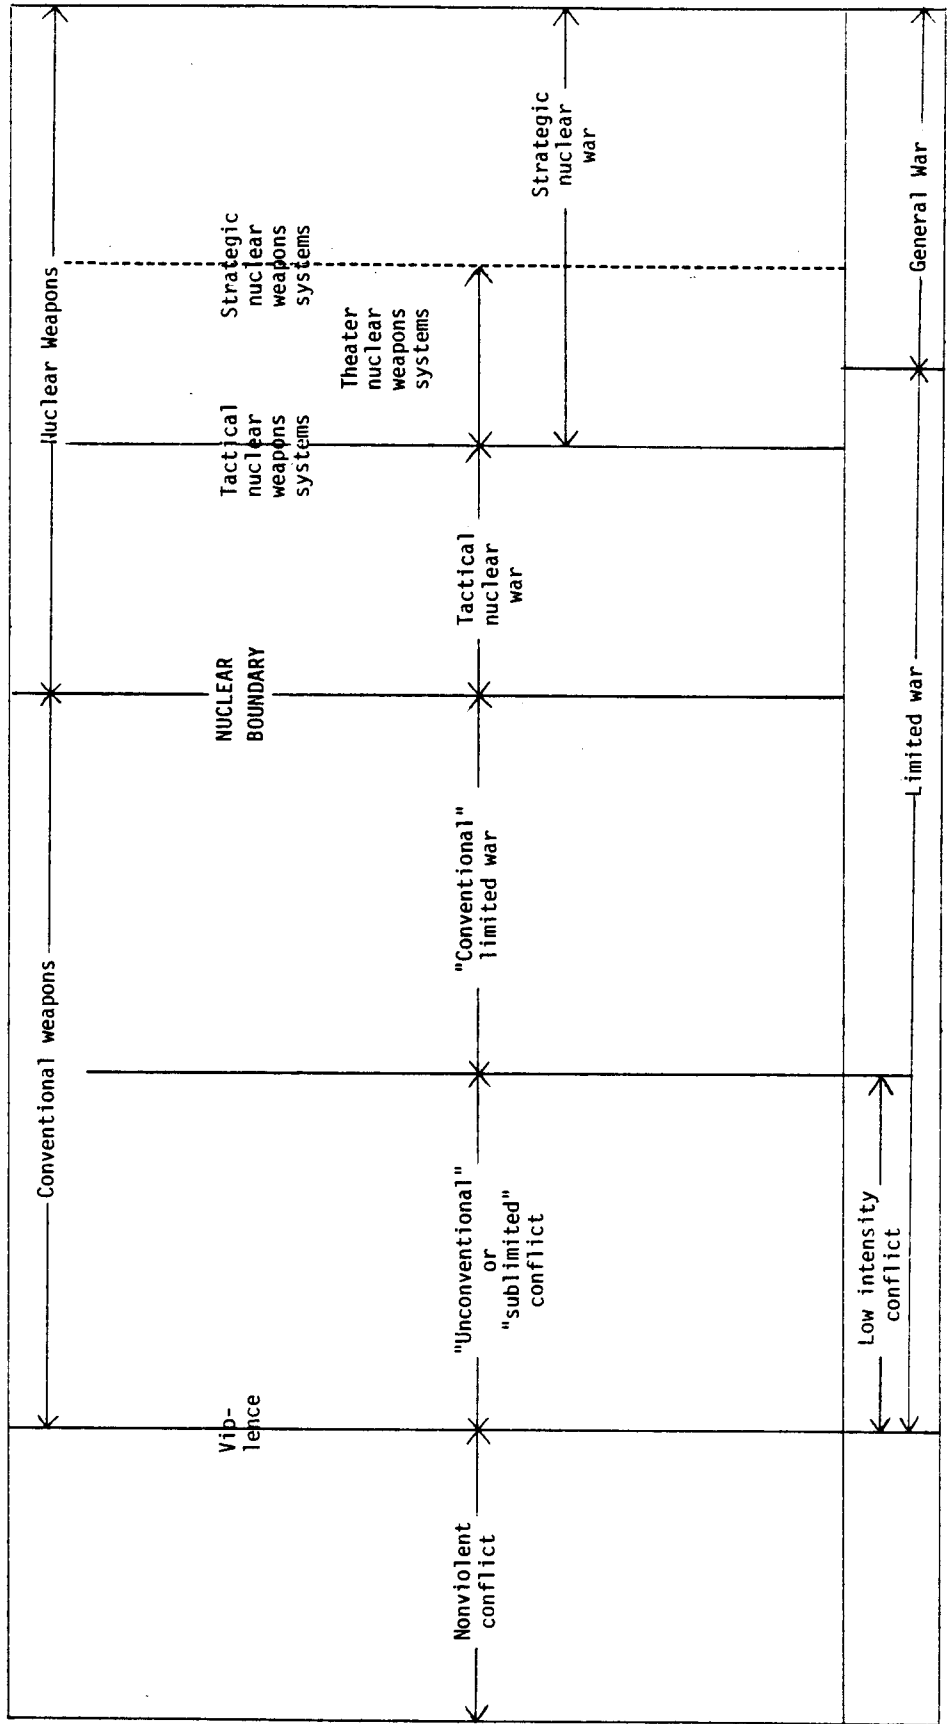 Conventional weapons
Nuclear Weapons
Vio-
lence
NUCLEAR
BOUNDARY
Tactical
nuclear
weapons
systems
Strategic
nuclear
weapons
systems
Theater
nuclear
weapons
systems
Nonviolent
conflict
"Unconventional"
or
"sublimited"
conflict
"Conventional"
limited war
Tactical
nuclear
war
Strategic
nuclear
war
Low intensity
conflict
Limited war
General War